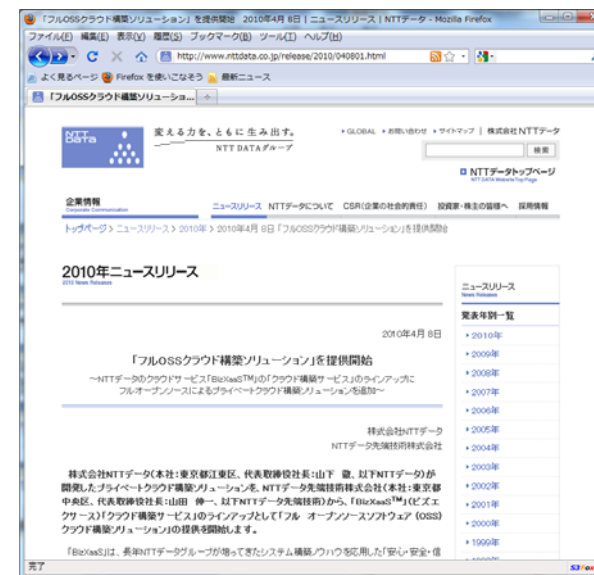 「フルOSSクラウド構築ソリューション」を提供開始 2010年4月 8日 | ニュースリリース | NTTデータ - Mozilla Firefox
ファイル(F) 編集(E) 表示(V) 履歴(S) ブックマーク(B) ツール(T) ヘルプ(H)
http://www.nttdata.co.jp/release/2010/040801.html
よく見るページ Firefox を使いこなそう 最新ニュース
「フルOSSクラウド構築ソリューショ...
NTT DATA
変える力を、ともに生み出す。
NTT DATAグループ
GLOBAL お問い合わせ サイトマップ | 株式会社NTTデータ
検索
NTTデータトップページ
NTT DATA Website Top Page
企業情報
Corporate Communication
ニュースリリース NTTデータについて CSR(企業の社会的責任) 投資家・株主の皆様へ 採用情報
トップページ > ニュースリリース > 2010年 > 2010年4月 8日「フルOSSクラウド構築ソリューション」を提供開始
2010年ニュースリリース
2010 News Releases
ニュースリリース
News Releases
発表年別一覧
2010年
2009年
2008年
2007年
2006年
2005年
2004年
2003年
2002年
2001年
2000年
1999年
2010年4月 8日
「フルOSSクラウド構築ソリューション」を提供開始
～NTTデータのクラウドサービス「BizXaaS™」の「クラウド構築サービス」のラインアップに
フルオープンソースによるプライベートクラウド構築ソリューションを追加～
株式会社NTTデータ
NTTデータ先端技術株式会社
株式会社NTTデータ(本社:東京都江東区、代表取締役社長:山下 徹、以下NTTデータ)が
開発したプライベートクラウド構築ソリューションを、NTTデータ先端技術株式会社(本社:東京都
中央区、代表取締役社長:山田 伸一、以下NTTデータ先端技術)から、「BizXaaS™」(ビズエ
クサース)「クラウド構築サービス」のラインアップとして「フル オープンソースソフトウェア (OSS)
クラウド構築ソリューション」の提供を開始します。
「BizXaaS」は、長年NTTデータグループが培ってきたシステム構築ノウハウを応用した「安心・安全・信
完了